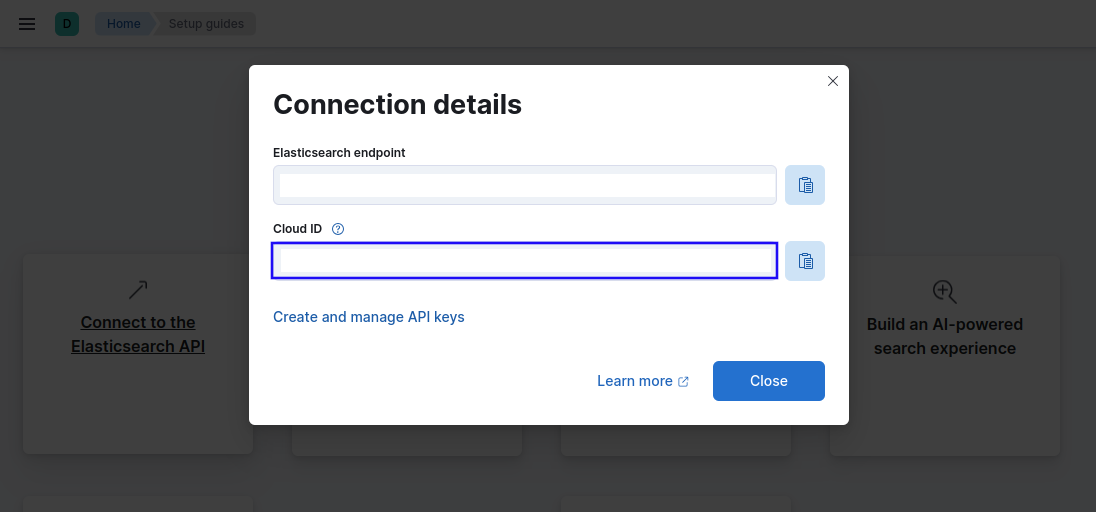 D
Home
Setup guides
Connection details
Elasticsearch endpoint
Cloud ID
Create and manage API keys
Learn more
Close
Connect to the
Elasticsearch API
Build an AI-powered
search experience